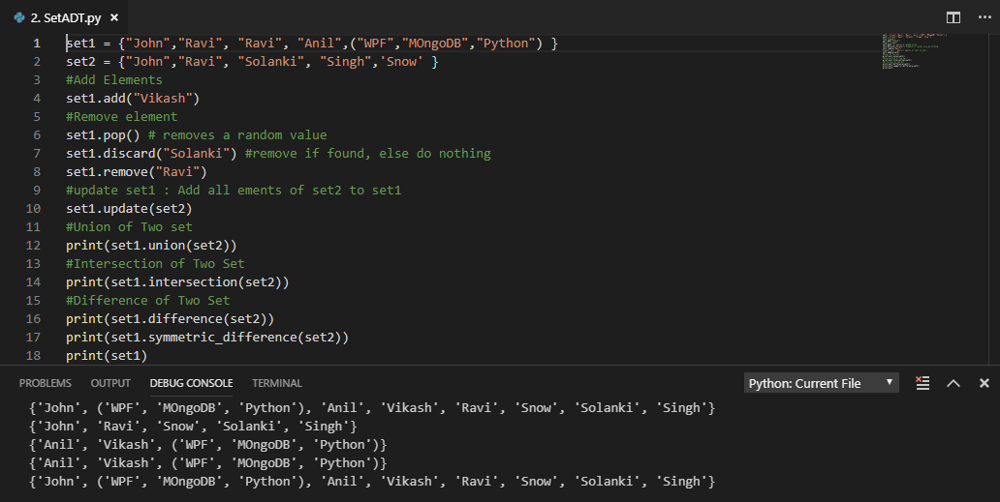 2. SetADT.py ×
1 set1 = {"John","Ravi", "Ravi", "Anil",("WPF","MOngoDB","Python") }
2 set2 = {"John","Ravi", "Solanki", "Singh",'Snow' }
3 #Add Elements
4 set1.add("Vikash")
5 #Remove element
6 set1.pop() # removes a random value
7 set1.discard("Solanki") #remove if found, else do nothing
8 set1.remove("Ravi")
9 #update set1 : Add all ements of set2 to set1
10 set1.update(set2)
11 #Union of Two set
12 print(set1.union(set2))
13 #Intersection of Two Set
14 print(set1.intersection(set2))
15 #Difference of Two Set
16 print(set1.difference(set2))
17 print(set1.symmetric_difference(set2))
18 print(set1)
PROBLEMS OUTPUT DEBUG CONSOLE TERMINAL Python: Current File
{'John', ('WPF', 'MOngoDB', 'Python'), 'Anil', 'Vikash', 'Ravi', 'Snow', 'Solanki', 'Singh'}
{'John', 'Ravi', 'Snow', 'Solanki', 'Singh'}
{'Anil', 'Vikash', ('WPF', 'MOngoDB', 'Python')}
{'Anil', 'Vikash', ('WPF', 'MOngoDB', 'Python')}
{'John', ('WPF', 'MOngoDB', 'Python'), 'Anil', 'Vikash', 'Ravi', 'Snow', 'Solanki', 'Singh'}